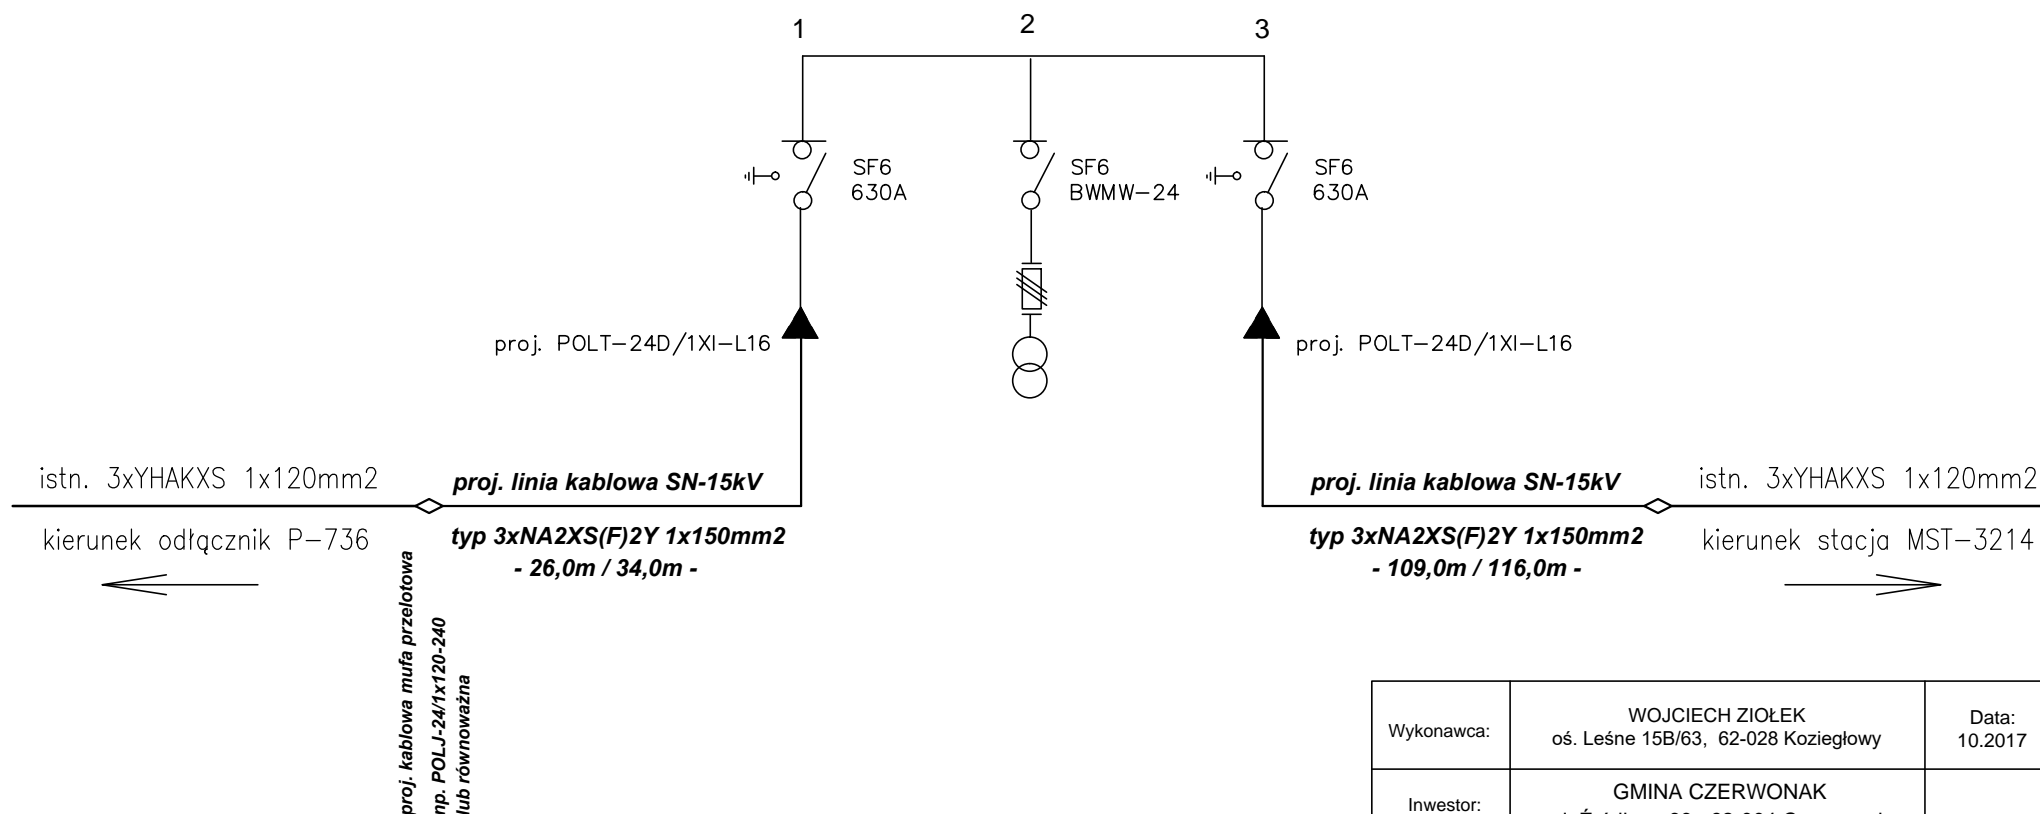 1
2
3
SF6
630A
SF6
BWMW-24
SF6
630A
proj. POLT-24D/1XI-L16
proj. POLT-24D/1XI-L16
istn. 3xYHAKXS 1x120mm2
kierunek odłącznik P-736
proj. linia kablowa SN-15kV
typ 3xNA2XS(F)2Y 1x150mm2
- 26,0m / 34,0m -
proj. linia kablowa SN-15kV
typ 3xNA2XS(F)2Y 1x150mm2
- 109,0m / 116,0m -
istn. 3xYHAKXS 1x120mm2
kierunek stacja MST-3214
proj. kablowa mufa przelotowa
np. POLJ-24/1x120-240
lub równoważna
Wykonawca:
WOJCIECH ZIOŁEK
oś. Leśne 15B/63, 62-028 Koziegłowy
Data:
10.2017
Inwestor:
GMINA CZERWONAK